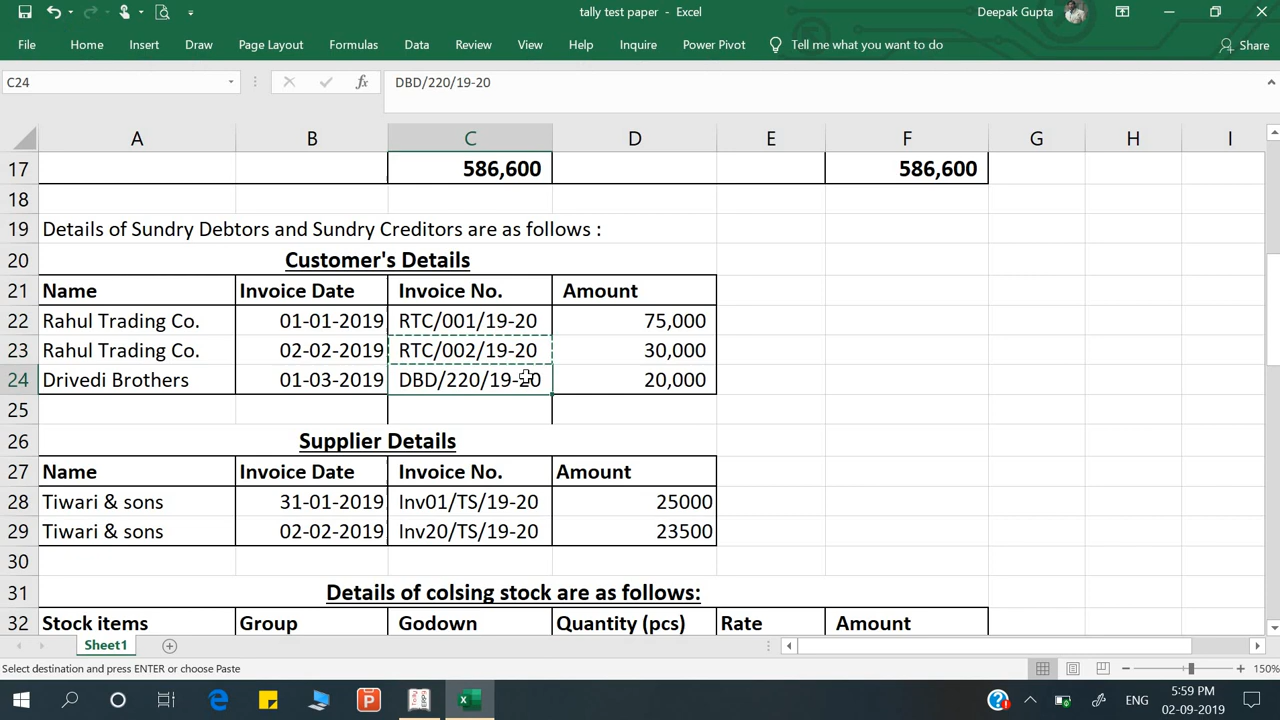 tally test paper - Excel
Deepak Gupta
File Home Insert Draw Page Layout Formulas Data Review View Help Inquire Power Pivot Tell me what you want to do Share
C24 fx DBD/220/19-20
A B C D E F G H I
17 586,600 586,600
18
19 Details of Sundry Debtors and Sundry Creditors are as follows :
20 Customer's Details
21 Name Invoice Date Invoice No. Amount
22 Rahul Trading Co. 01-01-2019 RTC/001/19-20 75,000
23 Rahul Trading Co. 02-02-2019 RTC/002/19-20 30,000
24 Drivedi Brothers 01-03-2019 DBD/220/19-20 20,000
25
26 Supplier Details
27 Name Invoice Date Invoice No. Amount
28 Tiwari & sons 31-01-2019 Inv01/TS/19-20 25000
29 Tiwari & sons 02-02-2019 Inv20/TS/19-20 23500
30
31 Details of colsing stock are as follows:
32 Stock items Group Godown Quantity (pcs) Rate Amount
Sheet1
Select destination and press ENTER or choose Paste
150%
ENG
5:59 PM
02-09-2019